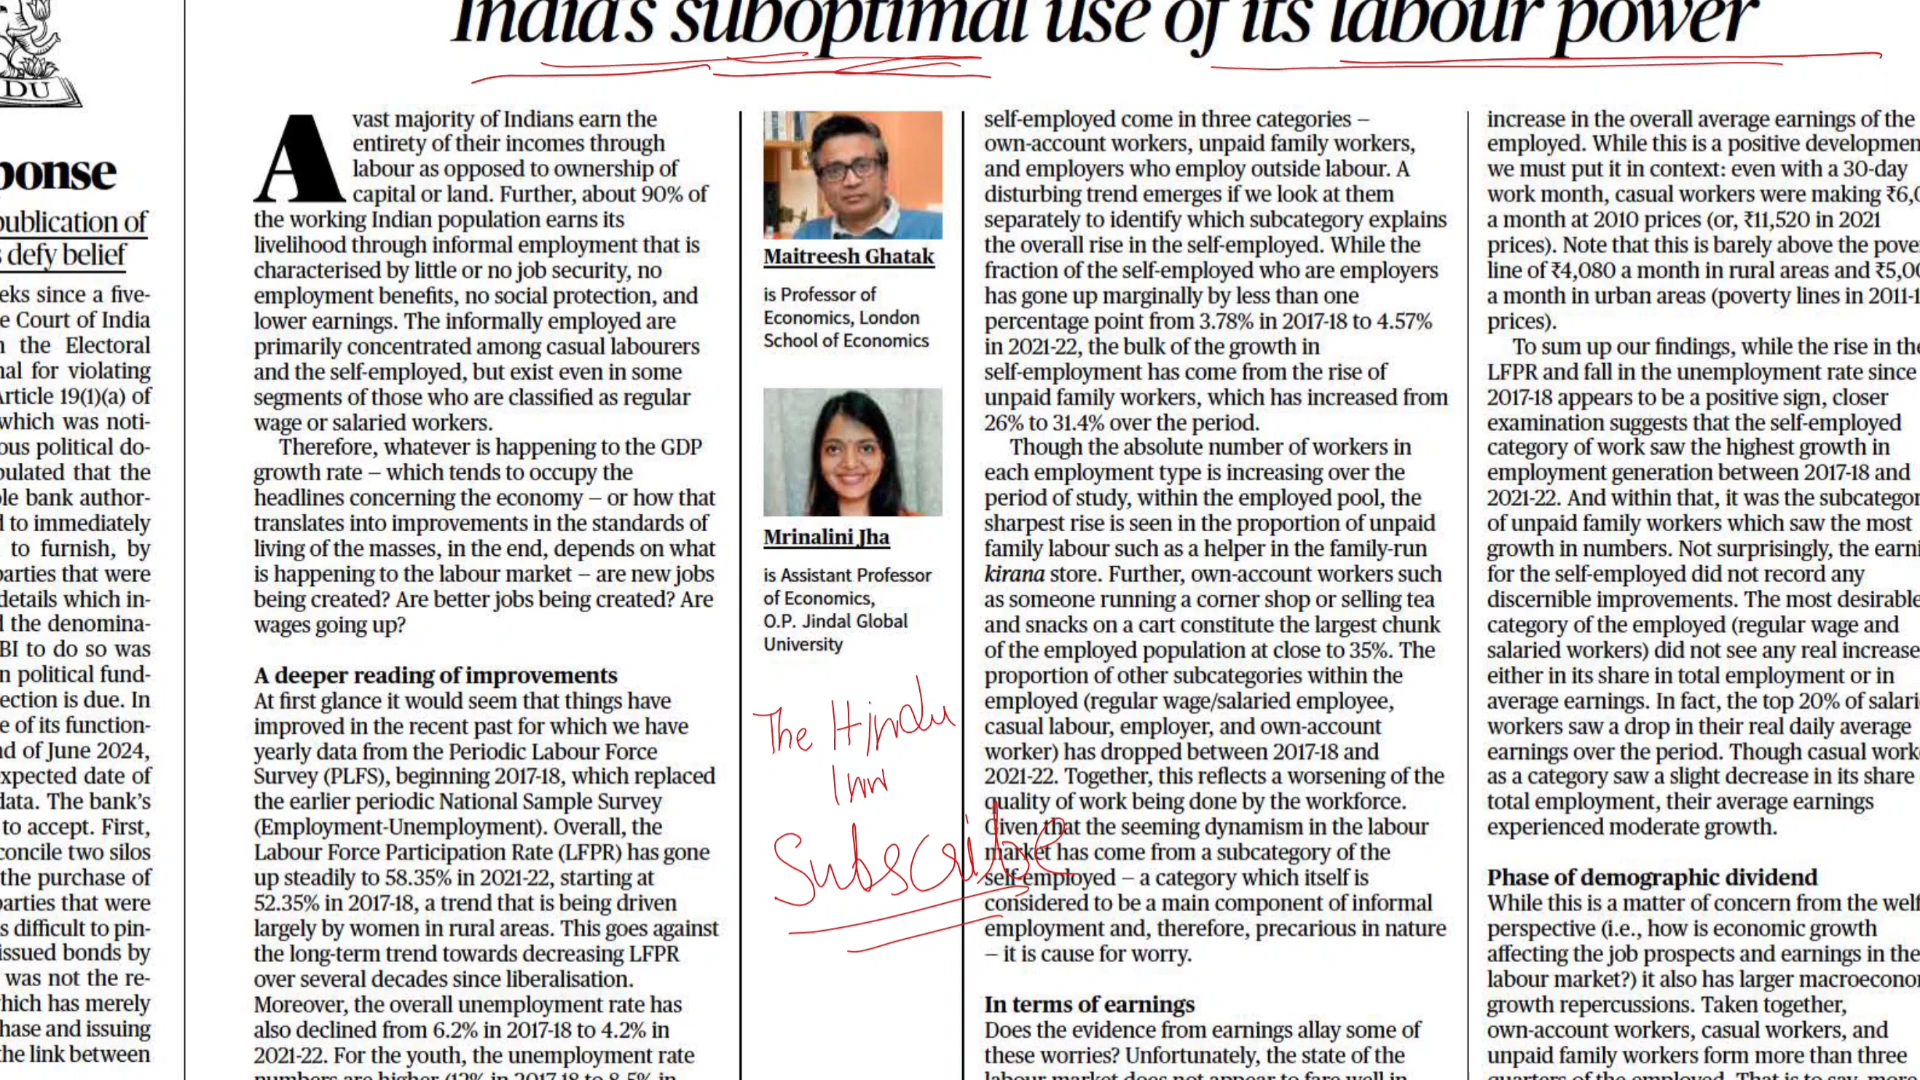 India's suboptimal use of its labour power
DU
ponse
publication of
s defy belief
eks since a five-
e Court of India
n the Electoral
nal for violating
Article 19(1)(a) of
which was noti-
ous political do-
pulated that the
le bank author-
d to immediately
to furnish, by
parties that were
details which in-
d the denomina-
BI to do so was
n political fund-
ection is due. In
e of its function-
nd of June 2024,
expected date of
data. The bank's
to accept. First,
concile two silos
the purchase of
parties that were
s difficult to pin-
issued bonds by
was not the re-
which has merely
hase and issuing
the link between
A vast majority of Indians earn the
entirety of their incomes through
labour as opposed to ownership of
capital or land. Further, about 90% of
the working Indian population earns its
livelihood through informal employment that is
characterised by little or no job security, no
employment benefits, no social protection, and
lower earnings. The informally employed are
primarily concentrated among casual labourers
and the self-employed, but exist even in some
segments of those who are classified as regular
wage or salaried workers.
Therefore, whatever is happening to the GDP
growth rate – which tends to occupy the
headlines concerning the economy – or how that
translates into improvements in the standards of
living of the masses, in the end, depends on what
is happening to the labour market – are new jobs
being created? Are better jobs being created? Are
wages going up?
A deeper reading of improvements
At first glance it would seem that things have
improved in the recent past for which we have
yearly data from the Periodic Labour Force
Survey (PLFS), beginning 2017-18, which replaced
the earlier periodic National Sample Survey
(Employment-Unemployment). Overall, the
Labour Force Participation Rate (LFPR) has gone
up steadily to 58.35% in 2021-22, starting at
52.35% in 2017-18, a trend that is being driven
largely by women in rural areas. This goes against
the long-term trend towards decreasing LFPR
over several decades since liberalisation.
Moreover, the overall unemployment rate has
also declined from 6.2% in 2017-18 to 4.2% in
2021-22. For the youth, the unemployment rate
numbers are higher (12% in 2017-18 to 8.5% in
Maitreesh Ghatak
is Professor of
Economics, London
School of Economics
Mrinalini Jha
is Assistant Professor
of Economics,
O.P. Jindal Global
University
The Hindu
Subscribe
self-employed come in three categories –
own-account workers, unpaid family workers,
and employers who employ outside labour. A
disturbing trend emerges if we look at them
separately to identify which subcategory explains
the overall rise in the self-employed. While the
fraction of the self-employed who are employers
has gone up marginally by less than one
percentage point from 3.78% in 2017-18 to 4.57%
in 2021-22, the bulk of the growth in
self-employment has come from the rise of
unpaid family workers, which has increased from
26% to 31.4% over the period.
Though the absolute number of workers in
each employment type is increasing over the
period of study, within the employed pool, the
sharpest rise is seen in the proportion of unpaid
family labour such as a helper in the family-run
kirana store. Further, own-account workers such
as someone running a corner shop or selling tea
and snacks on a cart constitute the largest chunk
of the employed population at close to 35%. The
proportion of other subcategories within the
employed (regular wage/salaried employee,
casual labour, employer, and own-account
worker) has dropped between 2017-18 and
2021-22. Together, this reflects a worsening of the
quality of work being done by the workforce.
Given that the seeming dynamism in the labour
market has come from a subcategory of the
self-employed – a category which itself is
considered to be a main component of informal
employment and, therefore, precarious in nature
– it is cause for worry.
In terms of earnings
Does the evidence from earnings allay some of
these worries? Unfortunately, the state of the
labour market does not appear to fare well in
increase in the overall average earnings of the
employed. While this is a positive developmen
we must put it in context: even with a 30-day
work month, casual workers were making ₹6,0
a month at 2010 prices (or, ₹11,520 in 2021
prices). Note that this is barely above the pove
line of ₹4,080 a month in rural areas and ₹5,00
a month in urban areas (poverty lines in 2011-1
prices).
To sum up our findings, while the rise in the
LFPR and fall in the unemployment rate since
2017-18 appears to be a positive sign, closer
examination suggests that the self-employed
category of work saw the highest growth in
employment generation between 2017-18 and
2021-22. And within that, it was the subcategor
of unpaid family workers which saw the most
growth in numbers. Not surprisingly, the earni
for the self-employed did not record any
discernible improvements. The most desirable
category of the employed (regular wage and
salaried workers) did not see any real increase
either in its share in total employment or in
average earnings. In fact, the top 20% of salari
workers saw a drop in their real daily average
earnings over the period. Though casual worke
as a category saw a slight decrease in its share
total employment, their average earnings
experienced moderate growth.
Phase of demographic dividend
While this is a matter of concern from the welf
perspective (i.e., how is economic growth
affecting the job prospects and earnings in the
labour market?) it also has larger macroeconor
growth repercussions. Taken together,
own-account workers, casual workers, and
unpaid family workers form more than three
quarters of the employed. That is to say, more